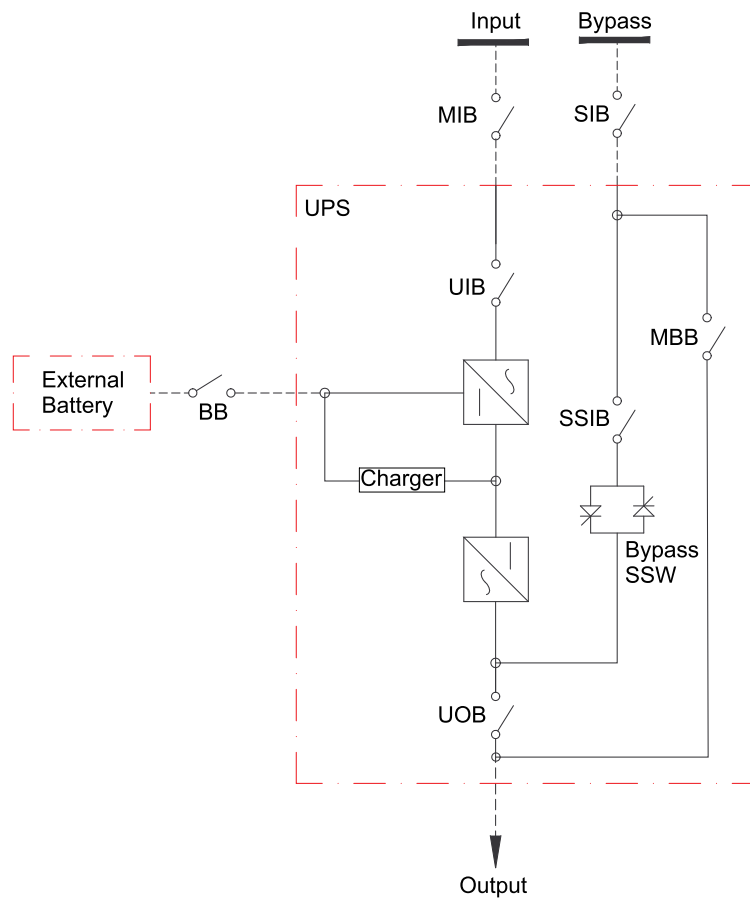 Input
Bypass
MIB
SIB
UPS
UIB
MBB
External
Battery
BB
SSIB
Charger
Bypass
SSW
UOB
Output